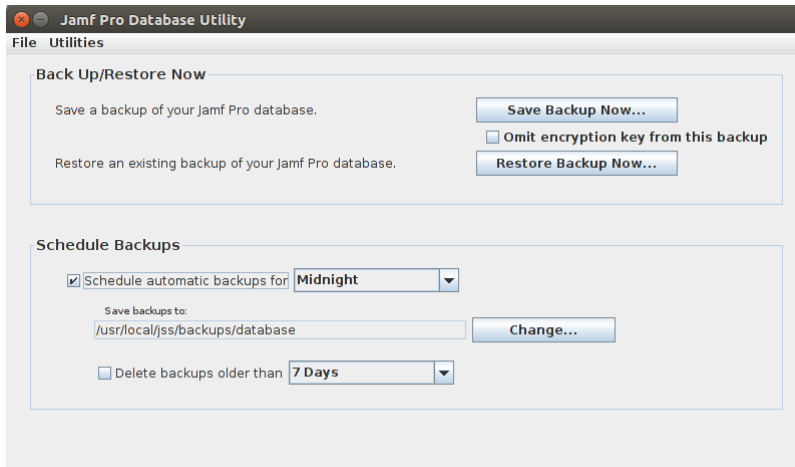 Jamf Pro Database Utility
File Utilities
Back Up/Restore Now
Save a backup of your Jamf Pro database.
Save Backup Now...
Omit encryption key from this backup
Restore an existing backup of your Jamf Pro database.
Restore Backup Now...
Schedule Backups
Schedule automatic backups for Midnight
Save backups to:
/usr/local/jss/backups/database
Change...
Delete backups older than 7 Days